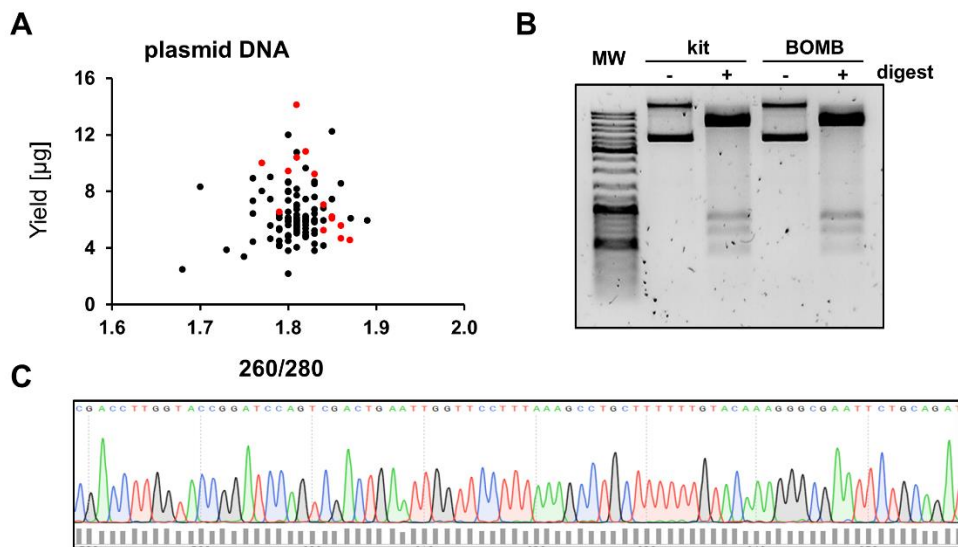 A
plasmid DNA
Yield [µg]
16
12
8
4
0
1.6 1.7 1.8 1.9 2.0
260/280
B
MW kit BOMB
- + - + digest
C
CGACCTTGGTACCGGATCCAGTCGACTGAATTGGTTCCTTTAAAGCCTGCTTTTTTGTACAAAGGGCGAATTCTGCAGAT